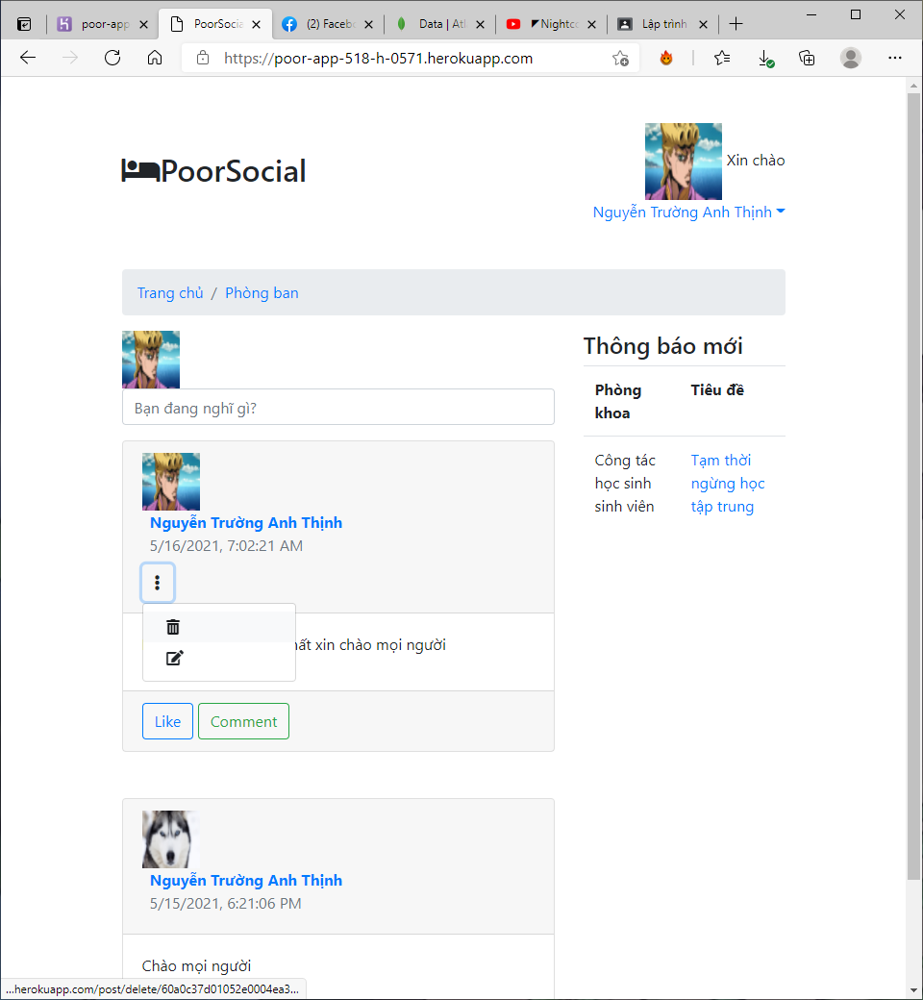 poor-app
PoorSocia
(2) Faceb
Data | Atl
Nightco
Lập trình
https://poor-app-518-h-0571.herokuapp.com
PoorSocial
Xin chào
Nguyễn Trường Anh Thịnh
Trang chủ / Phòng ban
Bạn đang nghĩ gì?
Nguyễn Trường Anh Thịnh
5/16/2021, 7:02:21 AM
xin chào mọi người
Like
Comment
Nguyễn Trường Anh Thịnh
5/15/2021, 6:21:06 PM
Chào mọi người
Thông báo mới
Phòng khoa
Tiêu đề
Công tác
học sinh
sinh viên
Tạm thời
ngừng học
tập trung
...herokuapp.com/post/delete/60a0c37d01052e0004ea3...